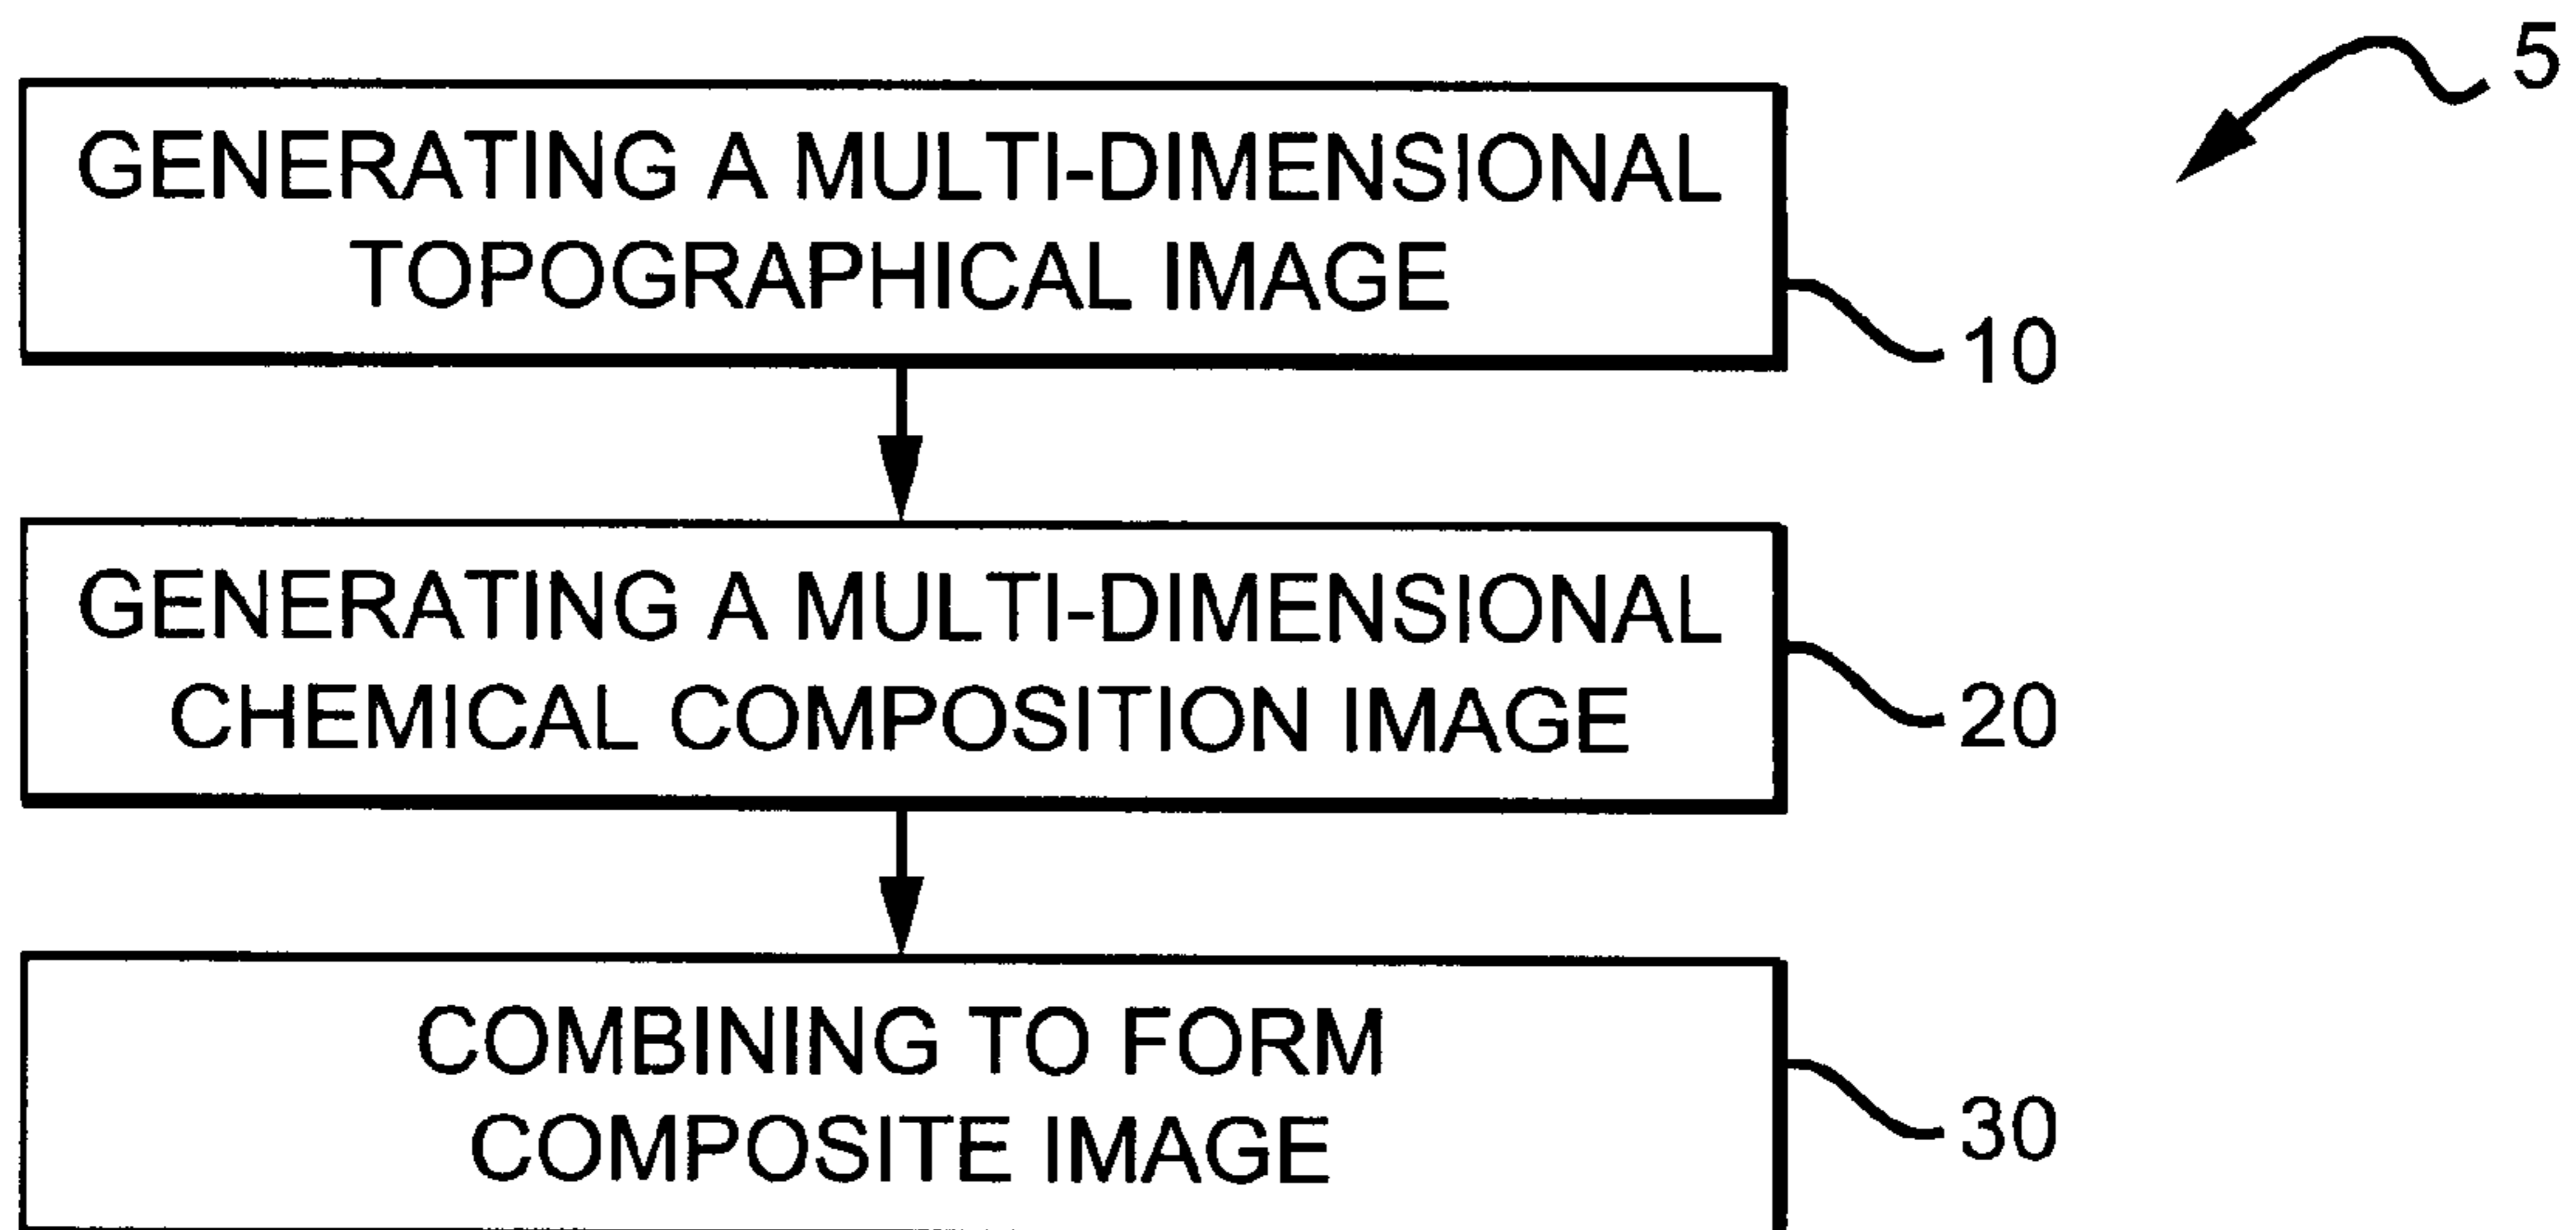 5
GENERATING A MULTI-DIMENSIONAL
TOPOGRAPHICAL IMAGE
10
GENERATING A MULTI-DIMENSIONAL
CHEMICAL COMPOSITION IMAGE
20
COMBINING TO FORM
COMPOSITE IMAGE
30